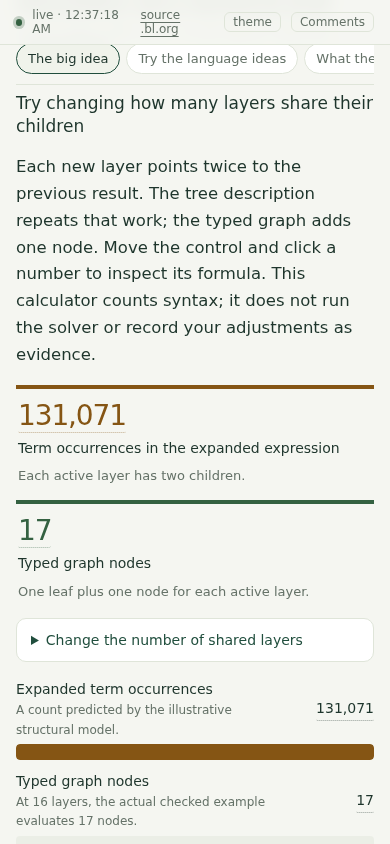 live · 12:37:18 AM
source .bl.org
theme
Comments
The big idea
Try the language ideas
What the
Try changing how many layers share their
children
Each new layer points twice to the
previous result. The tree description
repeats that work; the typed graph adds
one node. Move the control and click a
number to inspect its formula. This
calculator counts syntax; it does not run
the solver or record your adjustments as
evidence.
131,071
Term occurrences in the expanded expression
Each active layer has two children.
17
Typed graph nodes
One leaf plus one node for each active layer.
▶ Change the number of shared layers
Expanded term occurrences
A count predicted by the illustrative
structural model.
131,071
Typed graph nodes
At 16 layers, the actual checked example
evaluates 17 nodes.
17